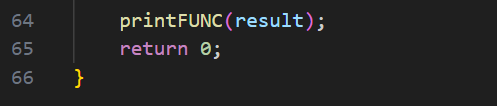 64 printFUNC(result);
65 return 0;
66 }